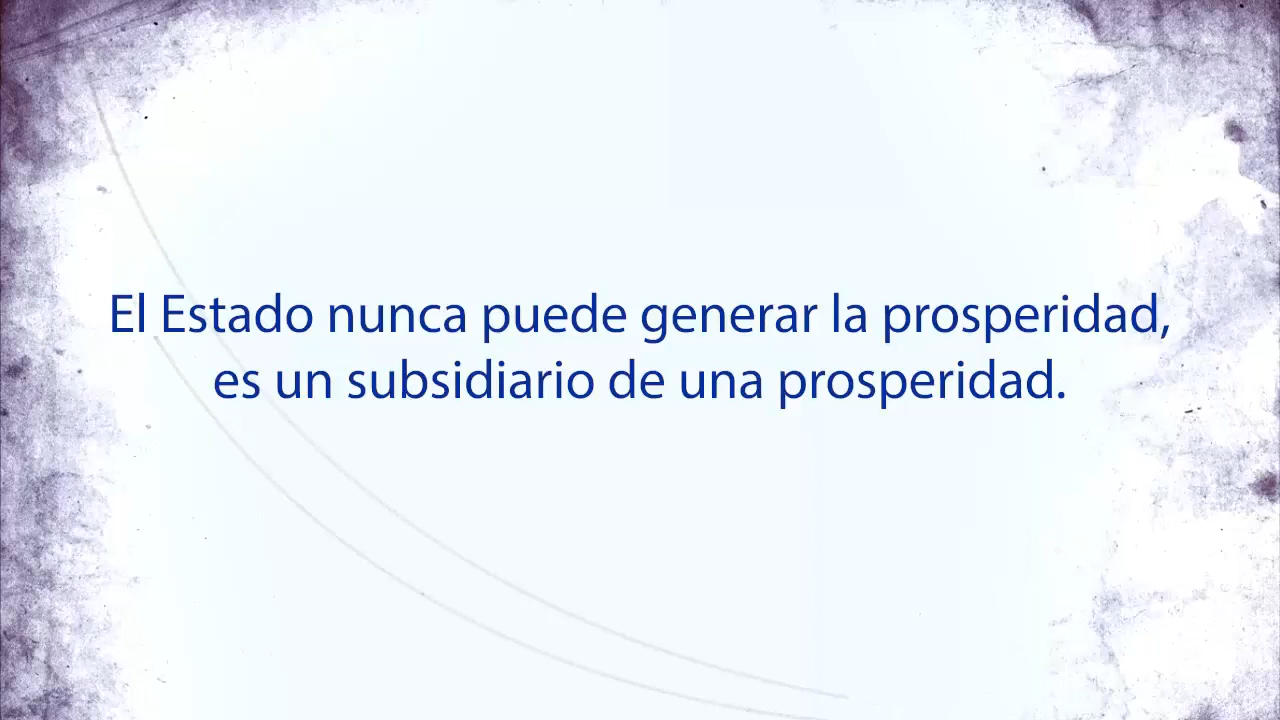 El Estado nunca puede generar la prosperidad,
es un subsidiario de una prosperidad.